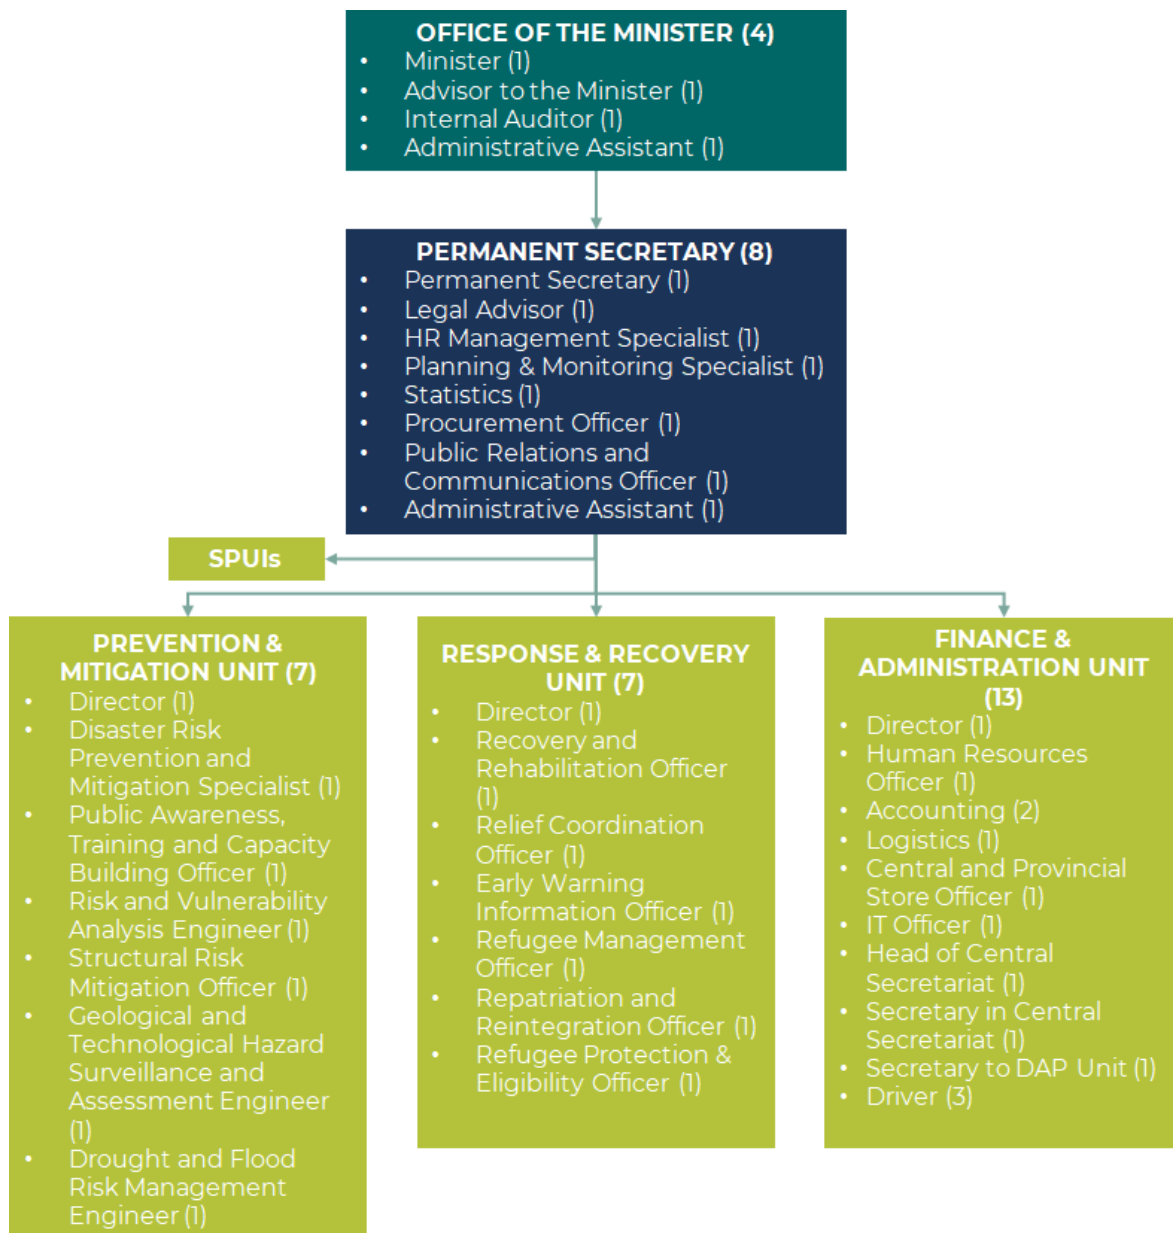 OFFICE OF THE MINISTER (4)
• Minister (1)
• Advisor to the Minister (1)
• Internal Auditor (1)
• Administrative Assistant (1)
PERMANENT SECRETARY (8)
• Permanent Secretary (1)
• Legal Advisor (1)
• HR Management Specialist (1)
• Planning & Monitoring Specialist (1)
• Statistics (1)
• Procurement Officer (1)
• Public Relations and
Communications Officer (1)
• Administrative Assistant (1)
SPUIs
PREVENTION &
MITIGATION UNIT (7)
• Director (1)
• Disaster Risk
Prevention and
Mitigation Specialist (1)
• Public Awareness,
Training and Capacity
Building Officer (1)
• Risk and Vulnerability
Analysis Engineer (1)
• Structural Risk
Mitigation Officer (1)
• Geological and
Technological Hazard
Surveillance and
Assessment Engineer
(1)
• Drought and Flood
Risk Management
Engineer (1)
RESPONSE & RECOVERY
UNIT (7)
• Director (1)
• Recovery and
Rehabilitation Officer
(1)
• Relief Coordination
Officer (1)
• Early Warning
Information Officer (1)
• Refugee Management
Officer (1)
• Repatriation and
Reintegration Officer (1)
• Refugee Protection &
Eligibility Officer (1)
FINANCE &
ADMINISTRATION UNIT
(13)
• Director (1)
• Human Resources
Officer (1)
• Accounting (2)
• Logistics (1)
• Central and Provincial
Store Officer (1)
• IT Officer (1)
• Head of Central
Secretariat (1)
• Secretary in Central
Secretariat (1)
• Secretary to DAP Unit (1)
• Driver (3)